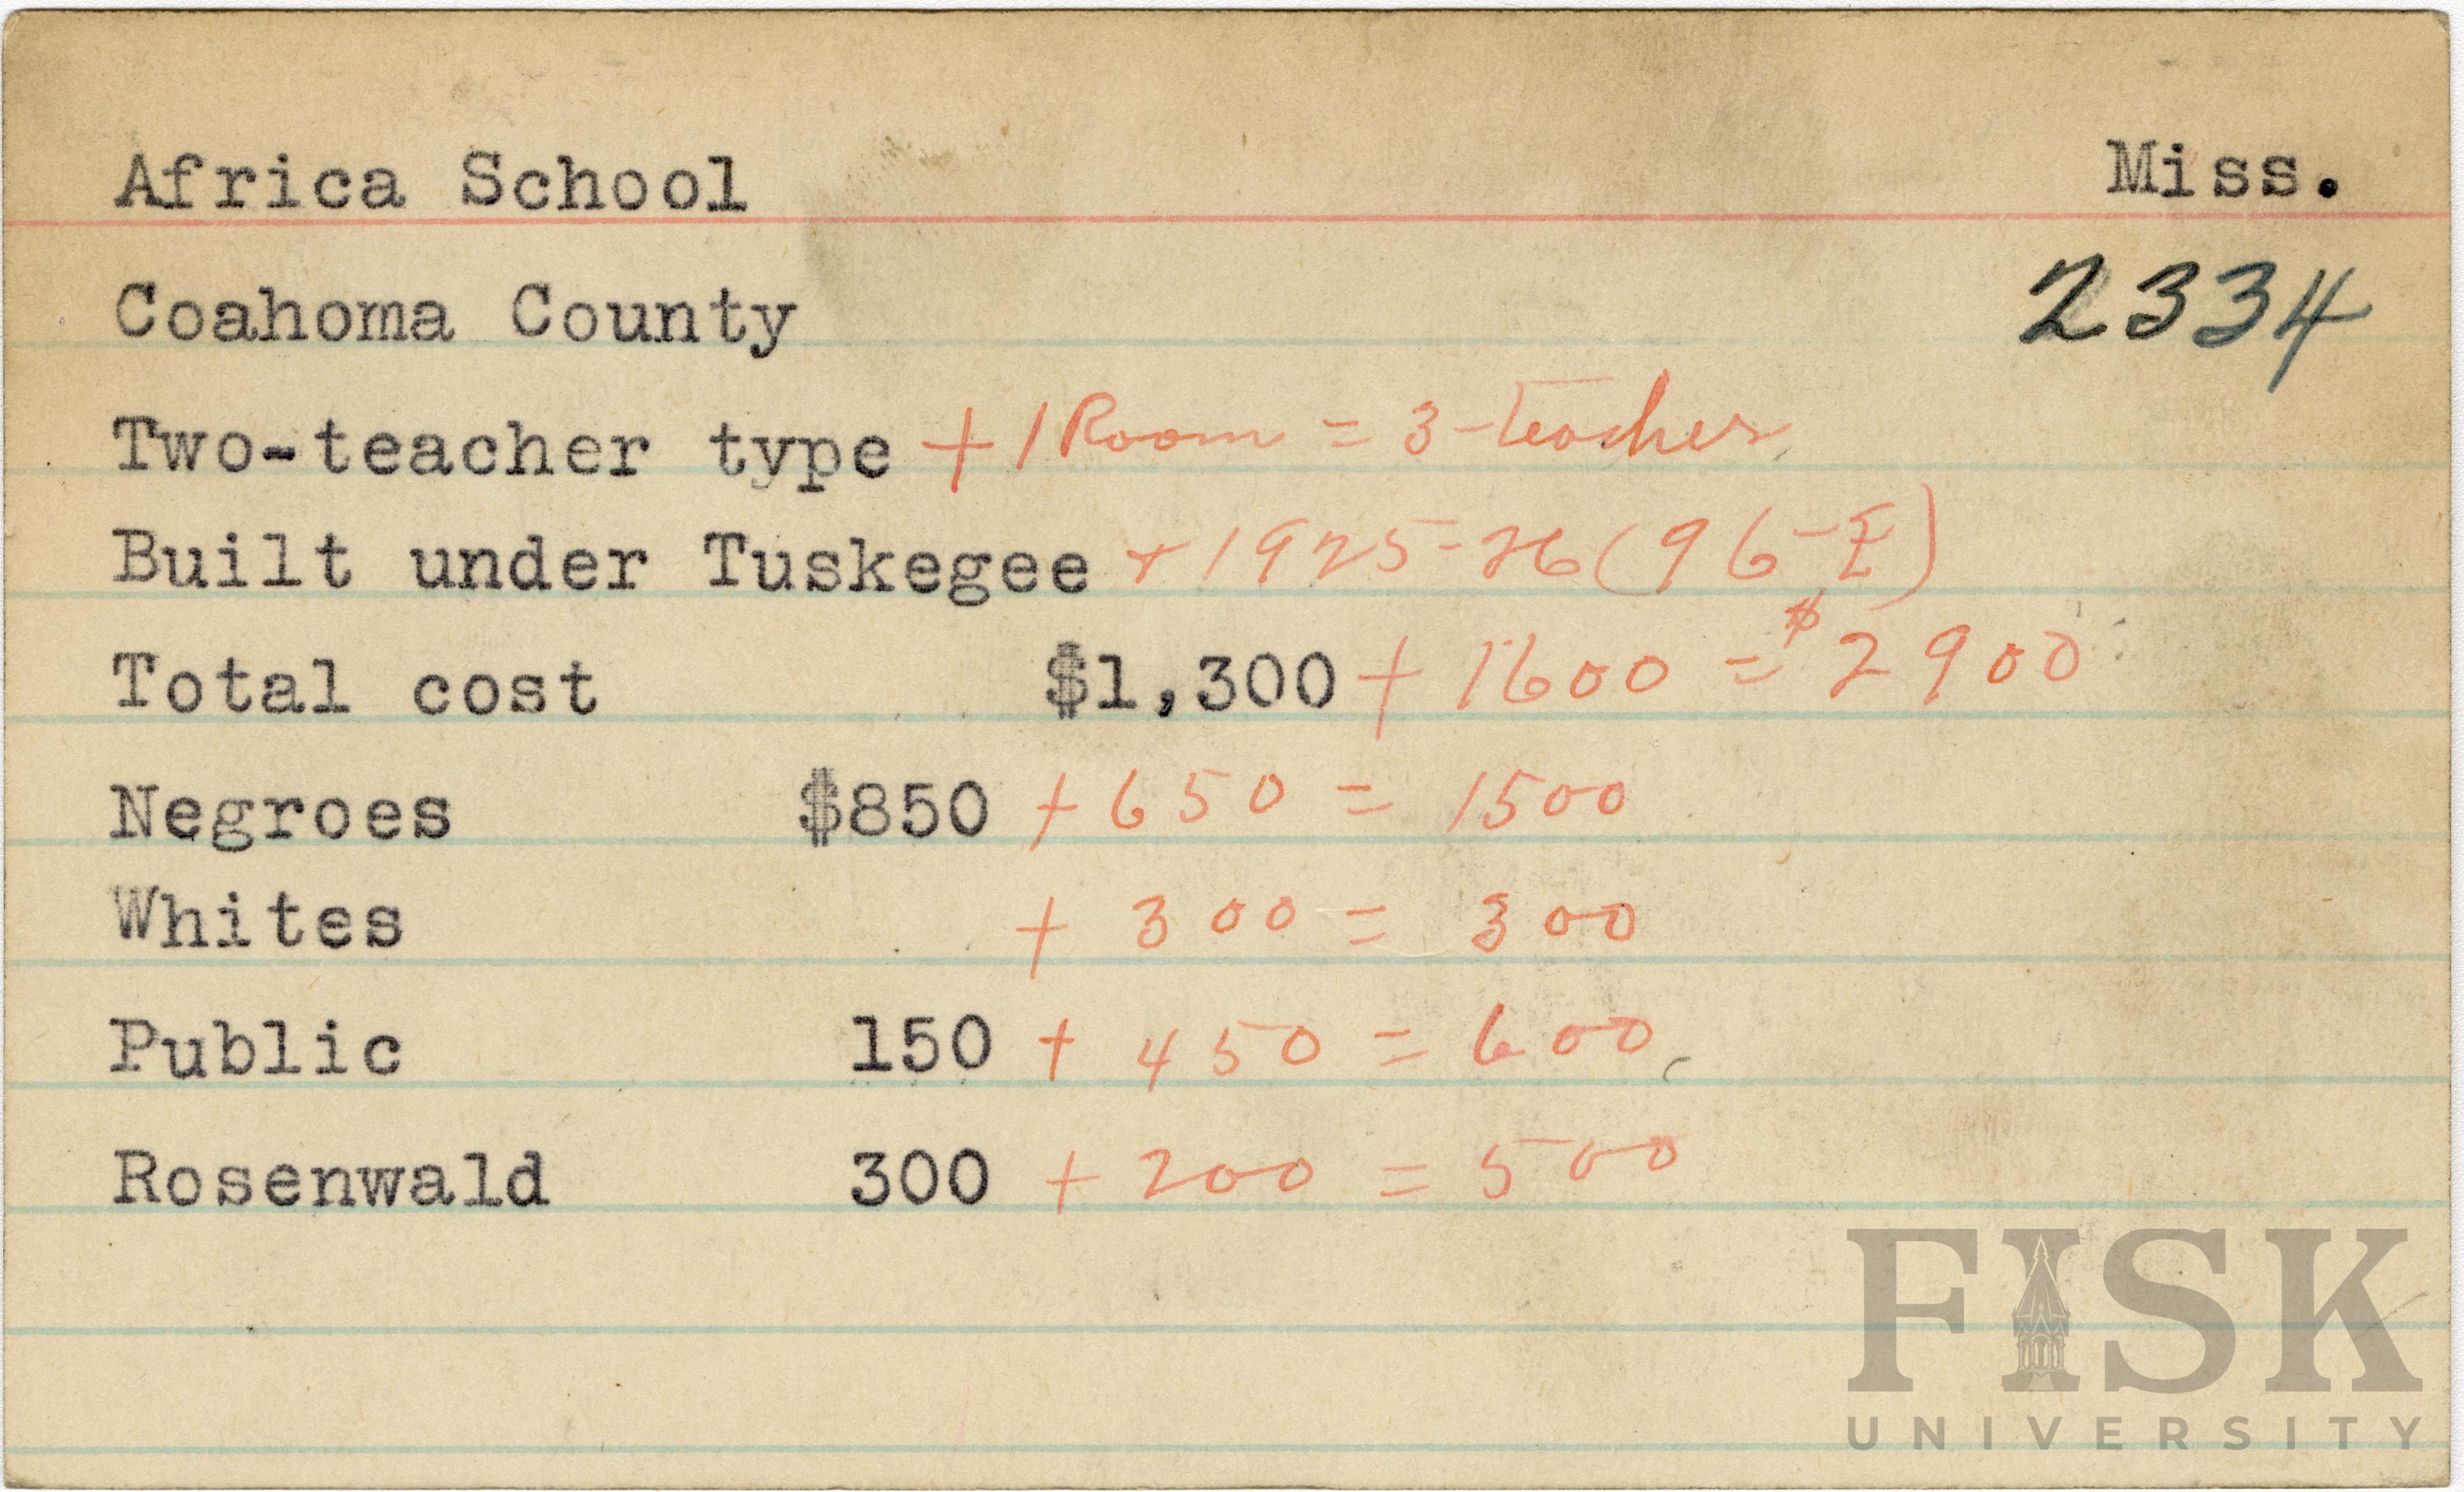 Africa School Miss.
Coahoma County 2334
Two-teacher type + 1 Room = 3-teacher
Built under Tuskegee + 1925-26 (96-E)
Total cost $1,300 + 1600 = $2900
Negroes $850 + 650 = 1500
Whites + 300 = 300
Public 150 + 450 = 600
Rosenwald 300 + 200 = 500
FISK
UNIVERSITY